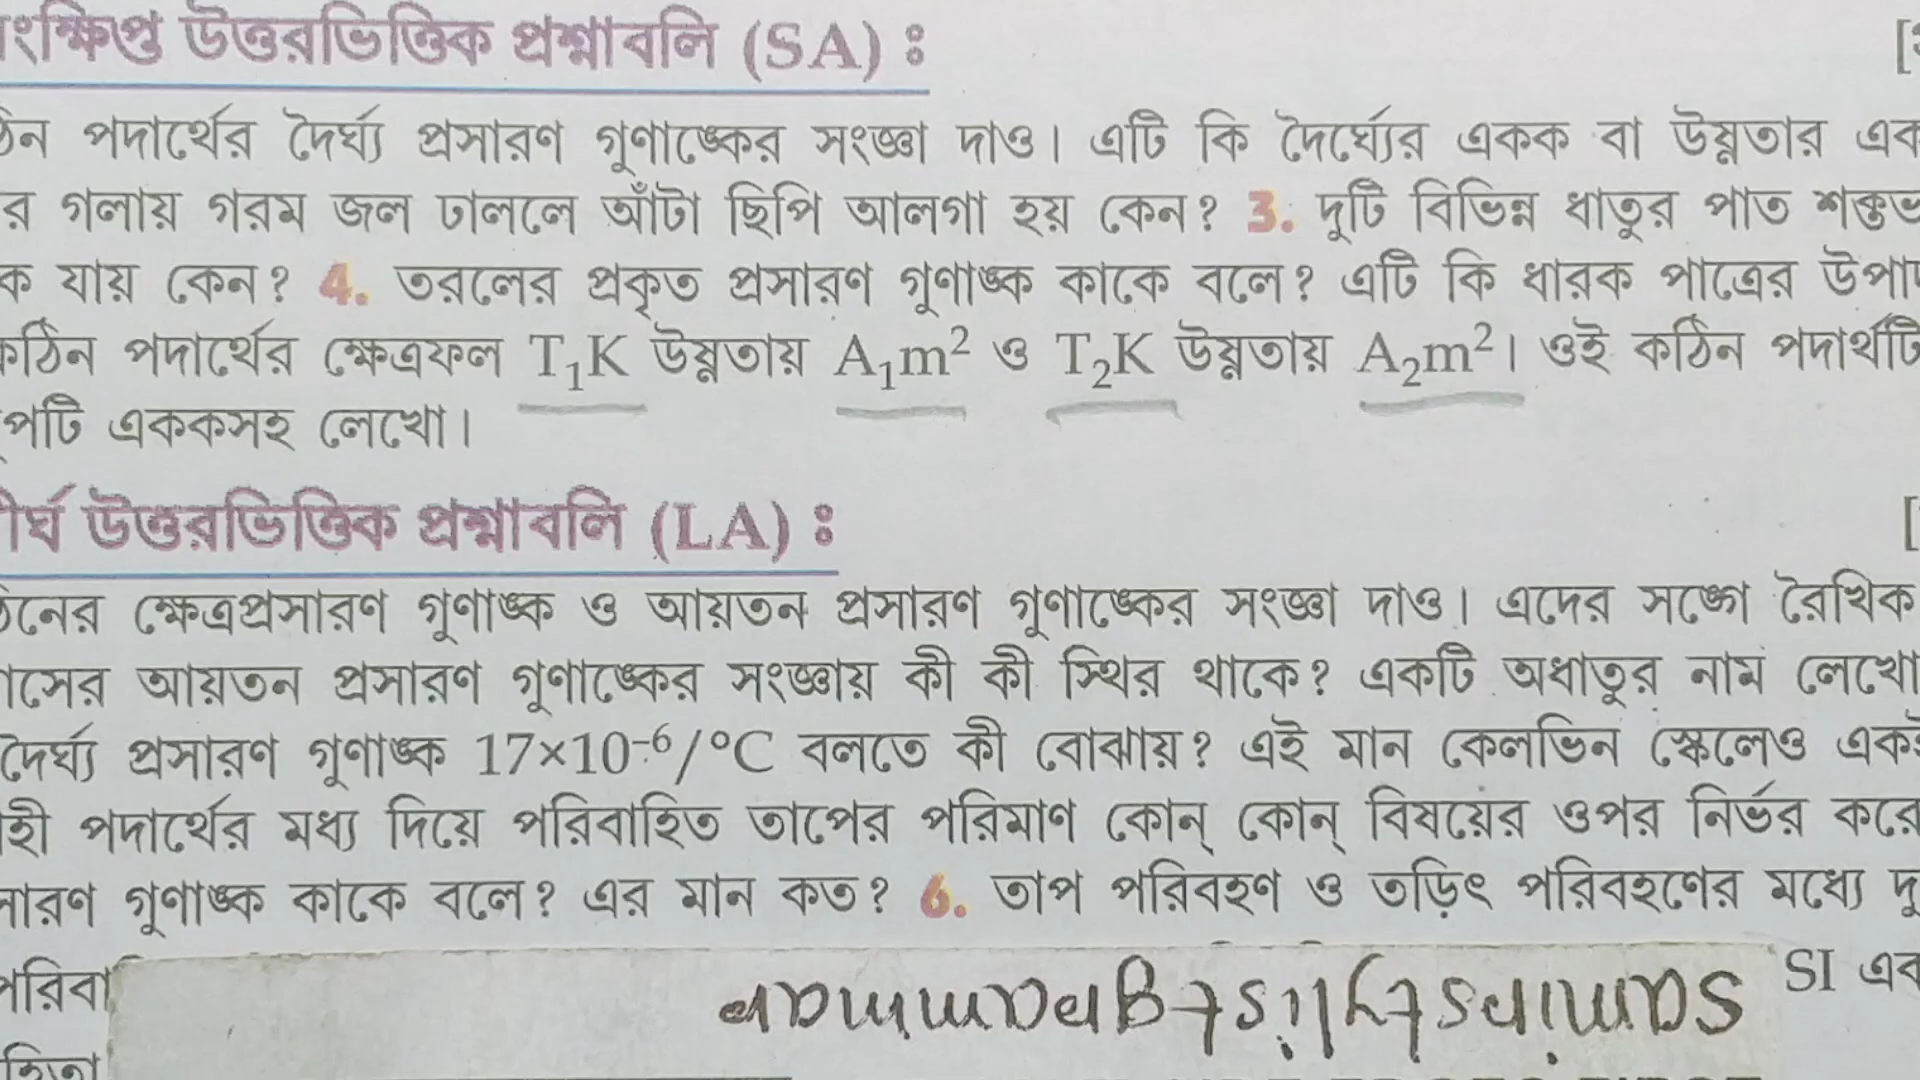 ংক্ষিপ্ত উত্তরভিত্তিক প্রশ্নাবলি (SA) :
ঠিন পদার্থের দৈর্ঘ্য প্রসারণ গুণাঙ্কের সংজ্ঞা দাও। এটি কি দৈর্ঘ্যের একক বা উষ্ণতার এক
র গলায় গরম জল ঢাললে আঁটা ছিপি আলগা হয় কেন? 3. দুটি বিভিন্ন ধাতুর পাত শক্তভ
ক যায় কেন? 4. তরলের প্রকৃত প্রসারণ গুণাঙ্ক কাকে বলে? এটি কি ধারক পাত্রের উপা
কঠিন পদার্থের ক্ষেত্রফল T₁K উষ্ণতায় A₁m² ও T₂K উষ্ণতায় A₂m²। ওই কঠিন পদার্থটি
পটি এককসহ লেখো।
ীর্ঘ উত্তরভিত্তিক প্রশ্নাবলি (LA) :
ঠিনের ক্ষেত্রপ্রসারণ গুণাঙ্ক ও আয়তন প্রসারণ গুণাঙ্কের সংজ্ঞা দাও। এদের সঙ্গে রৈখিক
াসের আয়তন প্রসারণ গুণাঙ্কের সংজ্ঞায় কী কী স্থির থাকে? একটি অধাতুর নাম লেখো
দৈর্ঘ্য প্রসারণ গুণাঙ্ক 17×10⁻⁶/°C বলতে কী বোঝায়? এই মান কেলভিন স্কেলেও একই
হী পদার্থের মধ্য দিয়ে পরিবাহিত তাপের পরিমাণ কোন্ কোন্ বিষয়ের ওপর নির্ভর করে
সারণ গুণাঙ্ক কাকে বলে? এর মান কত? 6. তাপ পরিবহণ ও তড়িৎ পরিবহণের মধ্যে দু
পরিবা SI এব